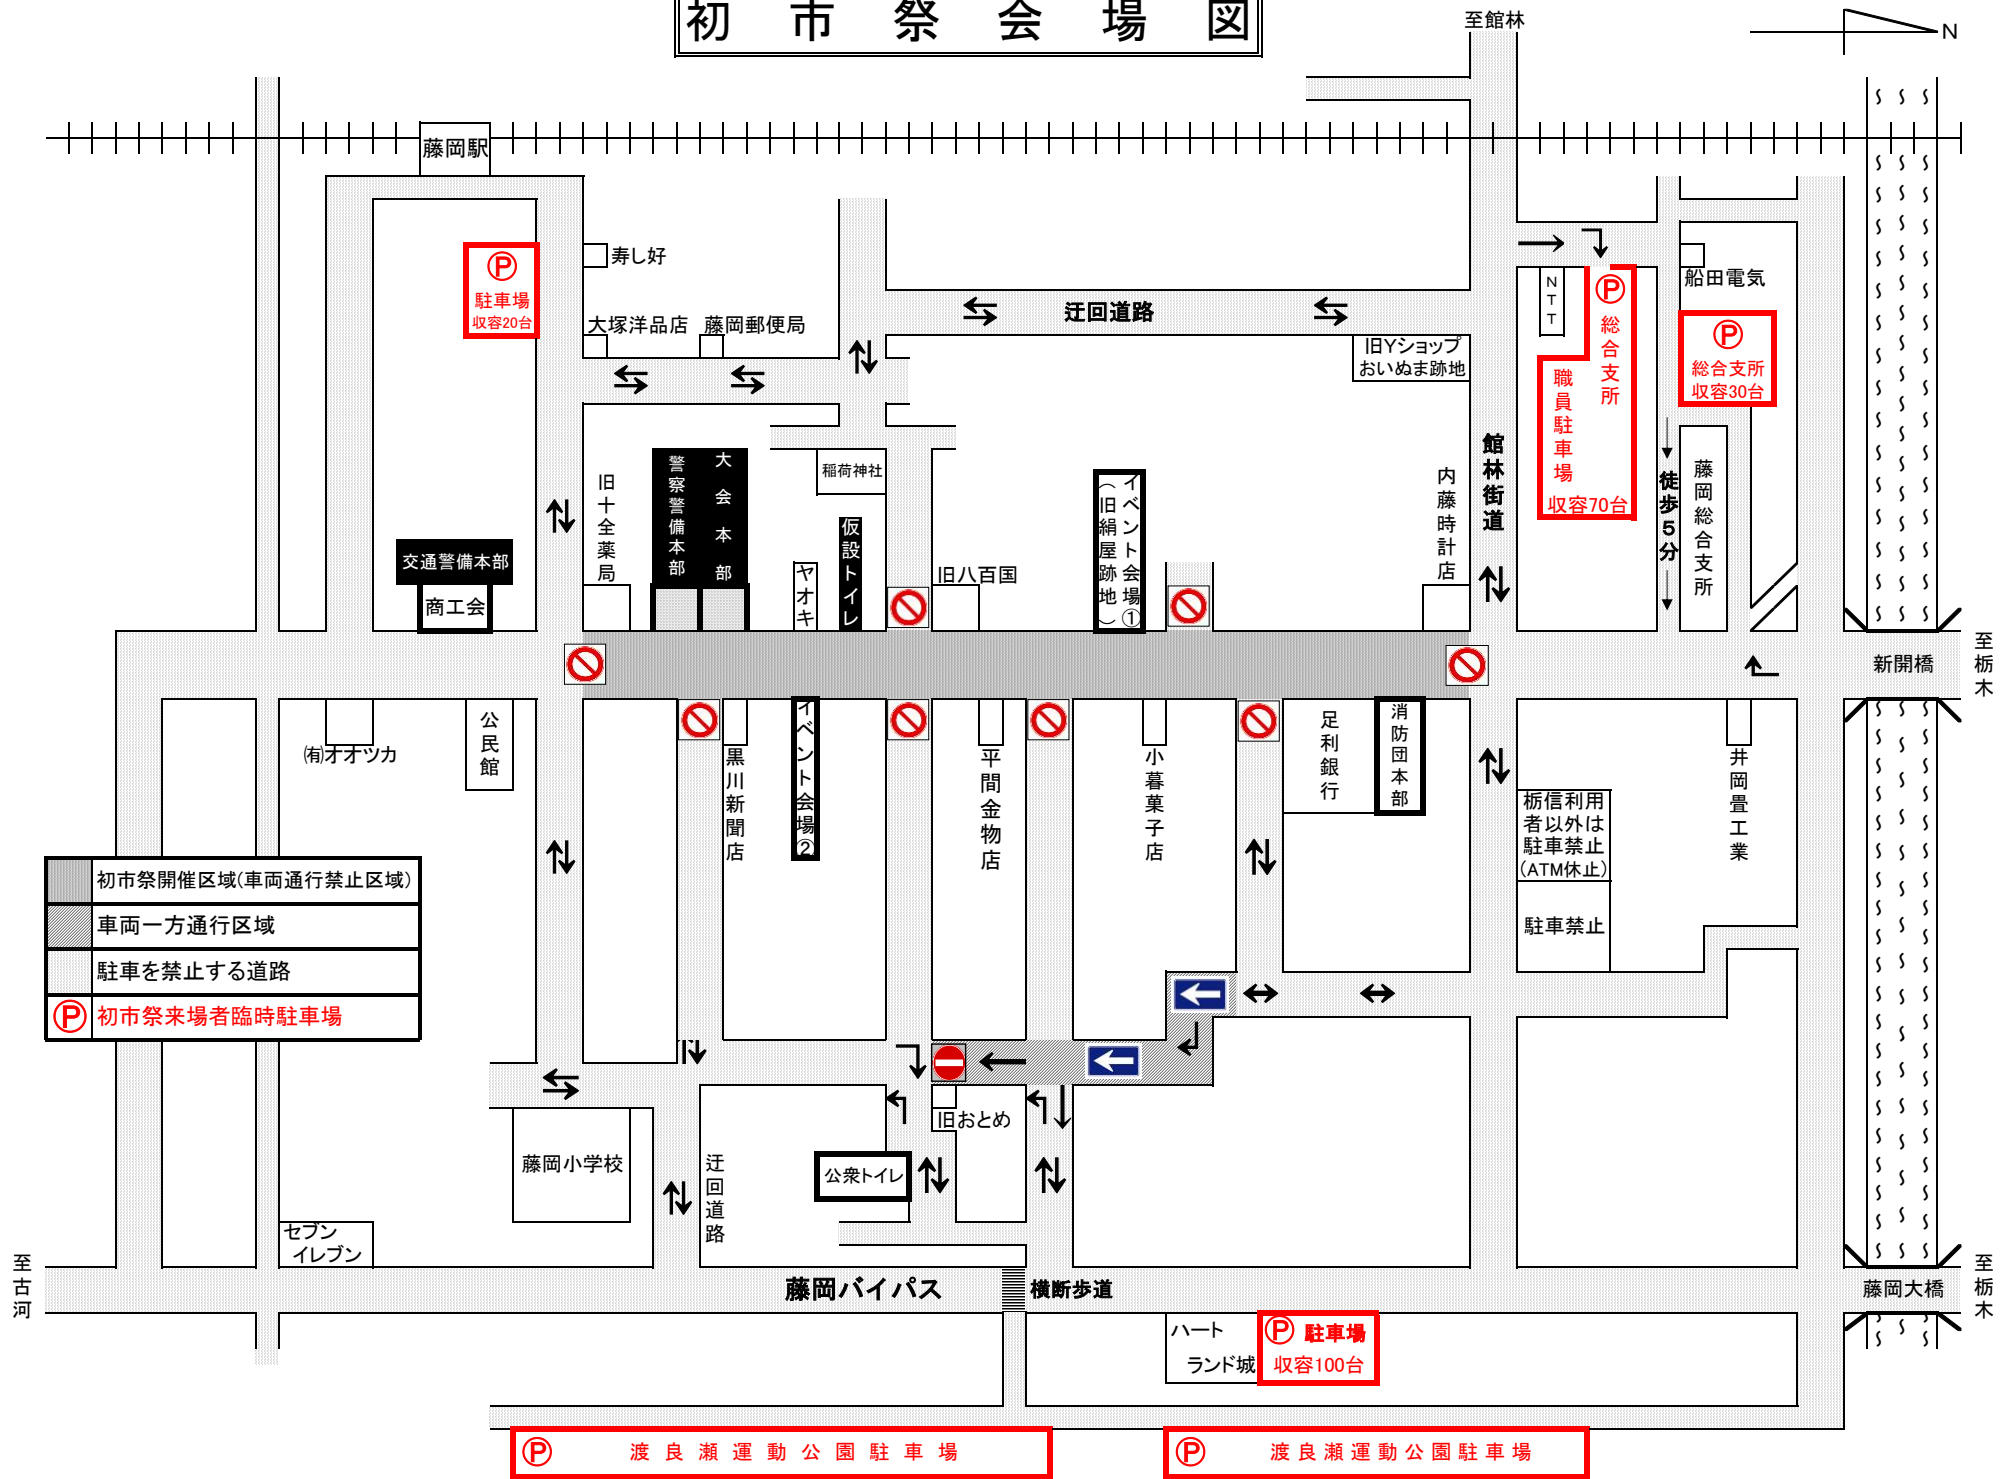 初市祭会場図
至館林
N
藤岡駅
Ⓟ
駐車場
収容20台
寿し好
大塚洋品店
藤岡郵便局
迂回道路
旧Yショップ
おいぬま跡地
NTT
Ⓟ
総合支所
職員駐車場
収容70台
船田電気
Ⓟ
総合支所
収容30台
館林街道
徒歩5分
藤岡総合支所
旧十全薬局
警察警備本部
大会本部
稲荷神社
仮設トイレ
ヤオキ
旧八百国
イベント会場①
(旧絹屋跡地)
内藤時計店
交通警備本部
商工会
新開橋
至栃木
(有)オオツカ
公民館
黒川新聞店
イベント会場②
平間金物店
小暮菓子店
足利銀行
消防団本部
栃信利用
者以外は
駐車禁止
(ATM休止)
駐車禁止
井岡畳工業
初市祭開催区域(車両通行禁止区域)
車両一方通行区域
駐車を禁止する道路
Ⓟ 初市祭来場者臨時駐車場
旧おとめ
藤岡小学校
迂回道路
公衆トイレ
セブン
イレブン
至古河
藤岡バイパス
横断歩道
藤岡大橋
至栃木
ハート
ランド城
Ⓟ 駐車場
収容100台
Ⓟ 渡良瀬運動公園駐車場
Ⓟ 渡良瀬運動公園駐車場